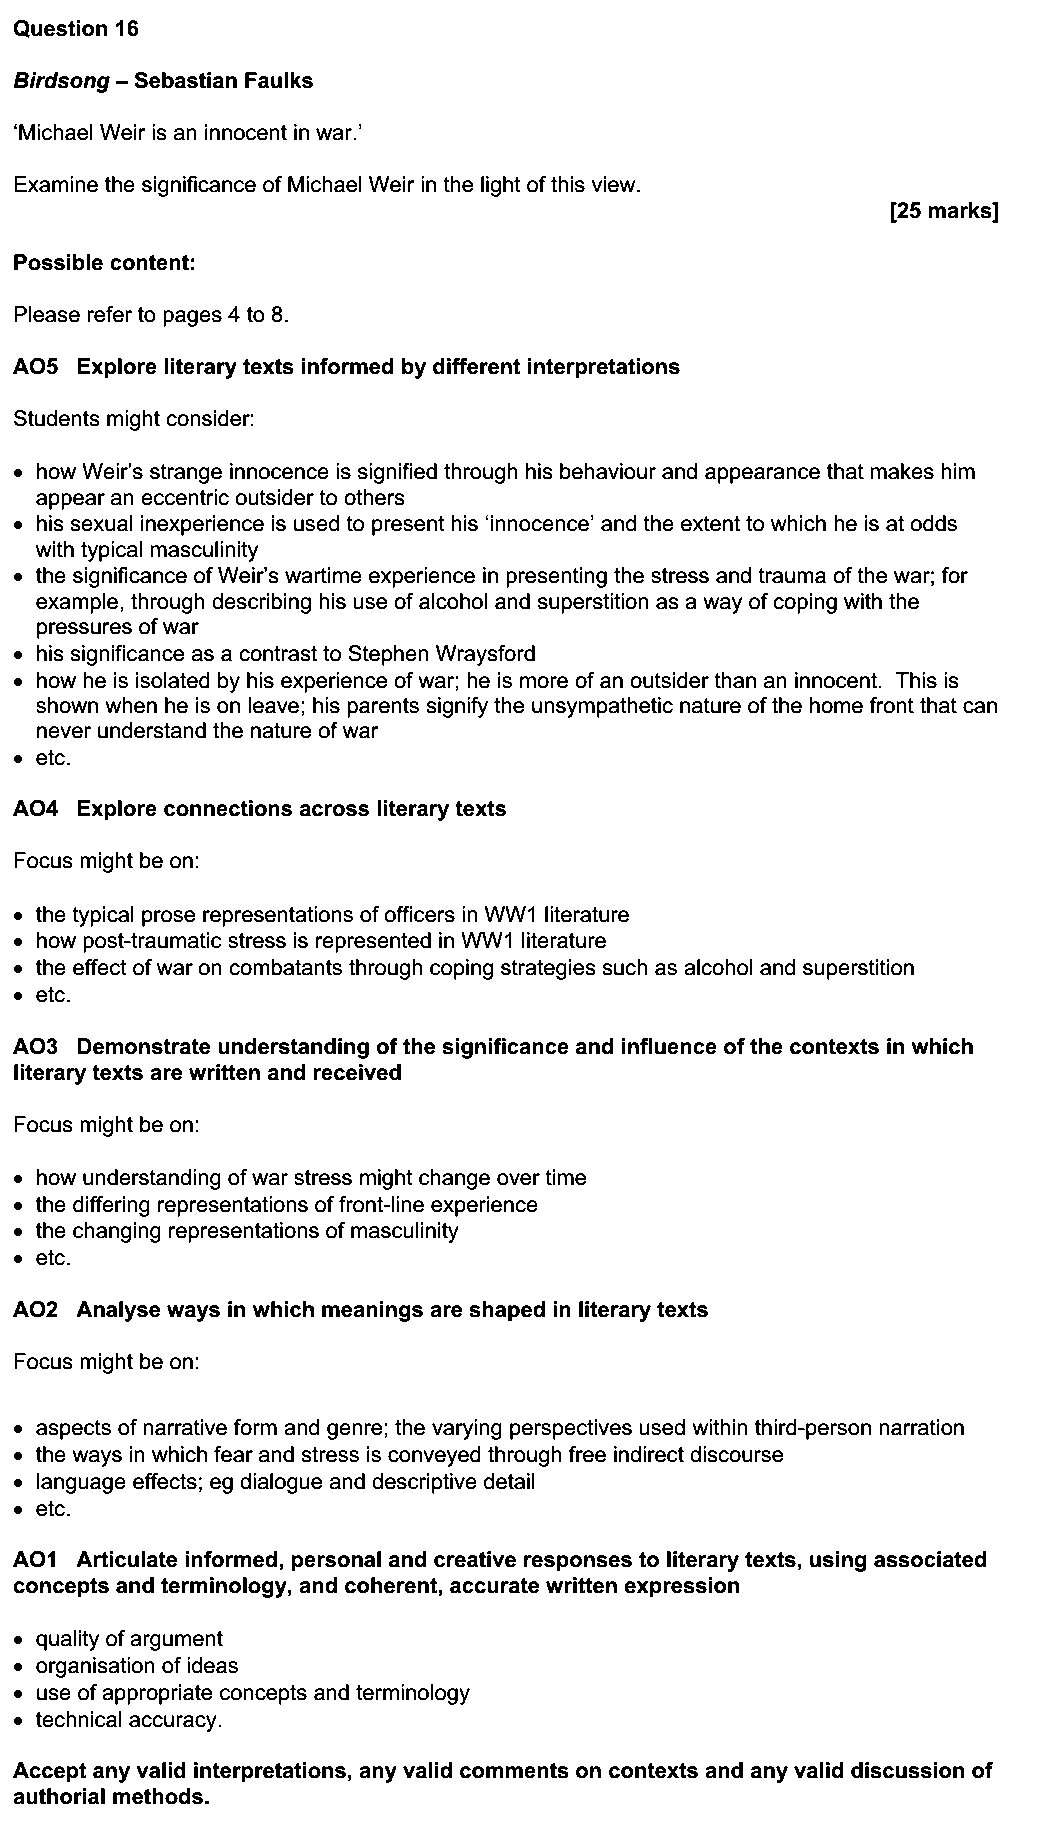 Question 16
Birdsong – Sebastian Faulks
‘Michael Weir is an innocent in war.’
Examine the significance of Michael Weir in the light of this view.
[25 marks]
Possible content:
Please refer to pages 4 to 8.
AO5 Explore literary texts informed by different interpretations
Students might consider:
• how Weir’s strange innocence is signified through his behaviour and appearance that makes him
appear an eccentric outsider to others
• his sexual inexperience is used to present his ‘innocence’ and the extent to which he is at odds
with typical masculinity
• the significance of Weir’s wartime experience in presenting the stress and trauma of the war; for
example, through describing his use of alcohol and superstition as a way of coping with the
pressures of war
• his significance as a contrast to Stephen Wraysford
• how he is isolated by his experience of war; he is more of an outsider than an innocent. This is
shown when he is on leave; his parents signify the unsympathetic nature of the home front that can
never understand the nature of war
• etc.
AO4 Explore connections across literary texts
Focus might be on:
• the typical prose representations of officers in WW1 literature
• how post-traumatic stress is represented in WW1 literature
• the effect of war on combatants through coping strategies such as alcohol and superstition
• etc.
AO3 Demonstrate understanding of the significance and influence of the contexts in which
literary texts are written and received
Focus might be on:
• how understanding of war stress might change over time
• the differing representations of front-line experience
• the changing representations of masculinity
• etc.
AO2 Analyse ways in which meanings are shaped in literary texts
Focus might be on:
• aspects of narrative form and genre; the varying perspectives used within third-person narration
• the ways in which fear and stress is conveyed through free indirect discourse
• language effects; eg dialogue and descriptive detail
• etc.
AO1 Articulate informed, personal and creative responses to literary texts, using associated
concepts and terminology, and coherent, accurate written expression
• quality of argument
• organisation of ideas
• use of appropriate concepts and terminology
• technical accuracy.
Accept any valid interpretations, any valid comments on contexts and any valid discussion of
authorial methods.